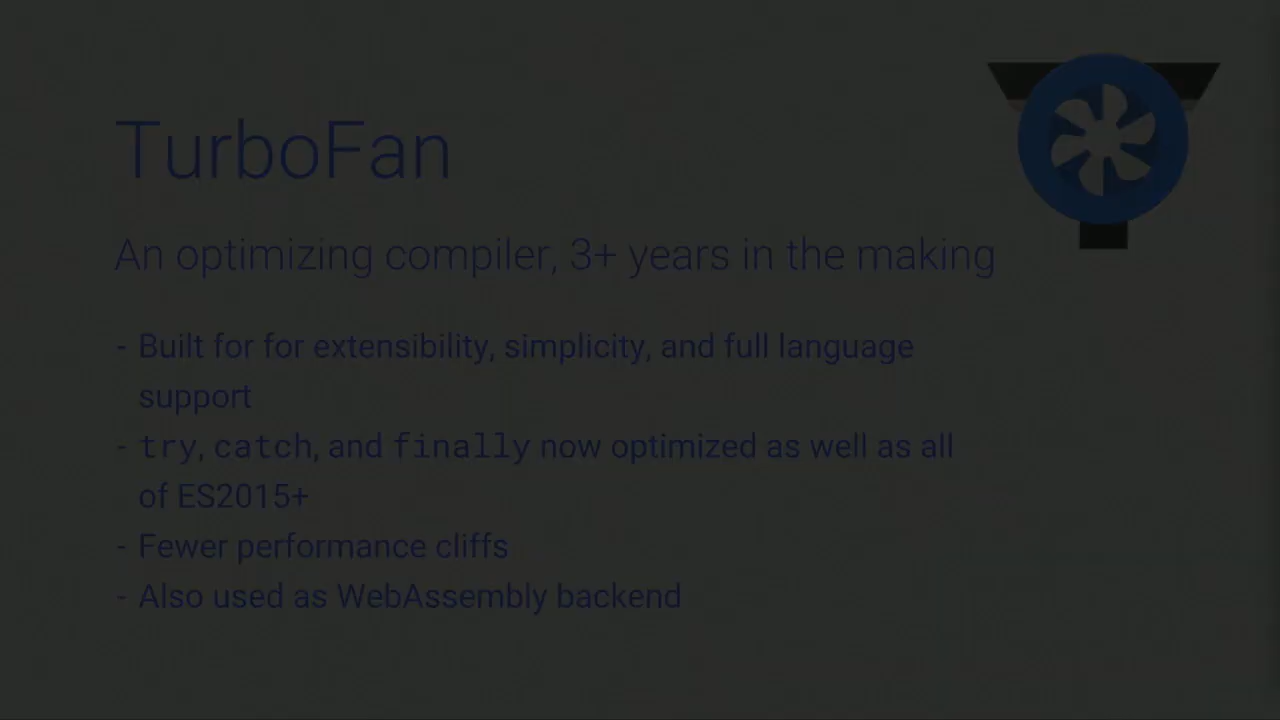 TurboFan
An optimizing compiler, 3+ years in the making
- Built for for extensibility, simplicity, and full language
support
- try, catch, and finally now optimized as well as all
of ES2015+
- Fewer performance cliffs
- Also used as WebAssembly backend